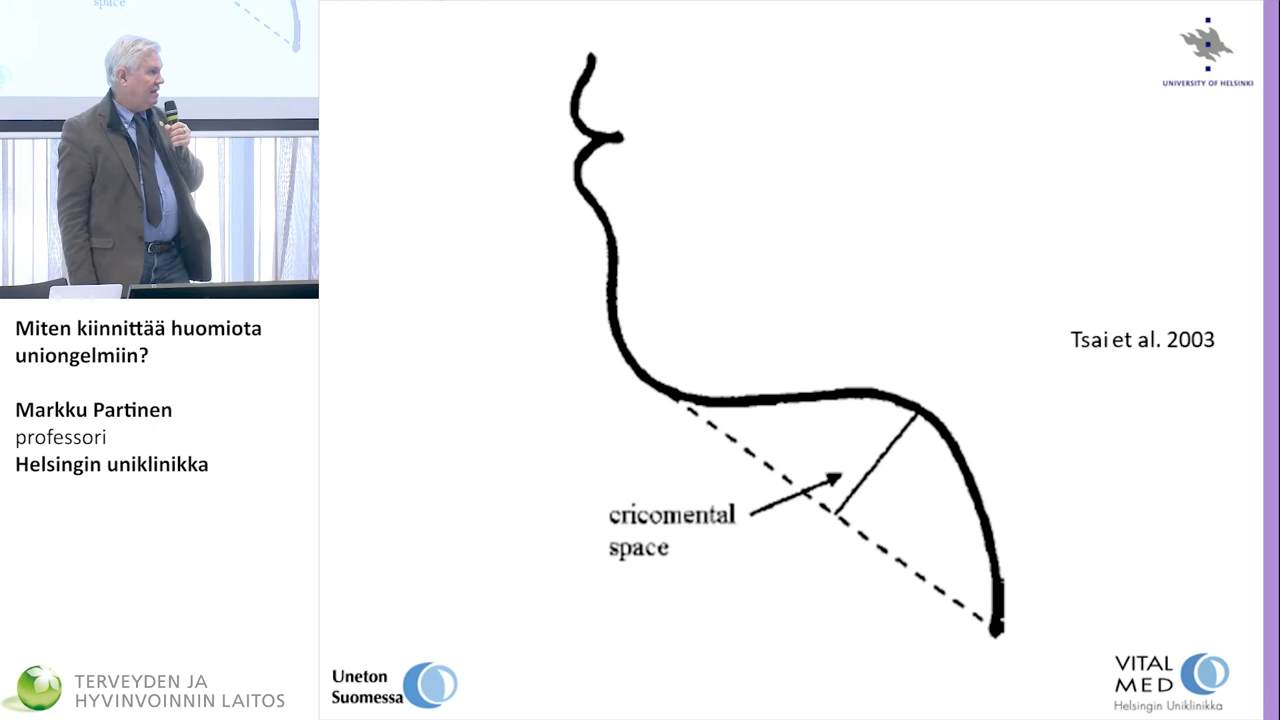 space
Miten kiinnittää huomiota
uniongelmiin?
Markku Partinen
professori
Helsingin uniklinikka
TERVEYDEN JA
HYVINVOINNIN LAITOS
UNIVERSITY OF HELSINKI
Tsai et al. 2003
cricomental
space
Uneton
Suomessa
VITAL
MED
Helsingin Uniklinikka